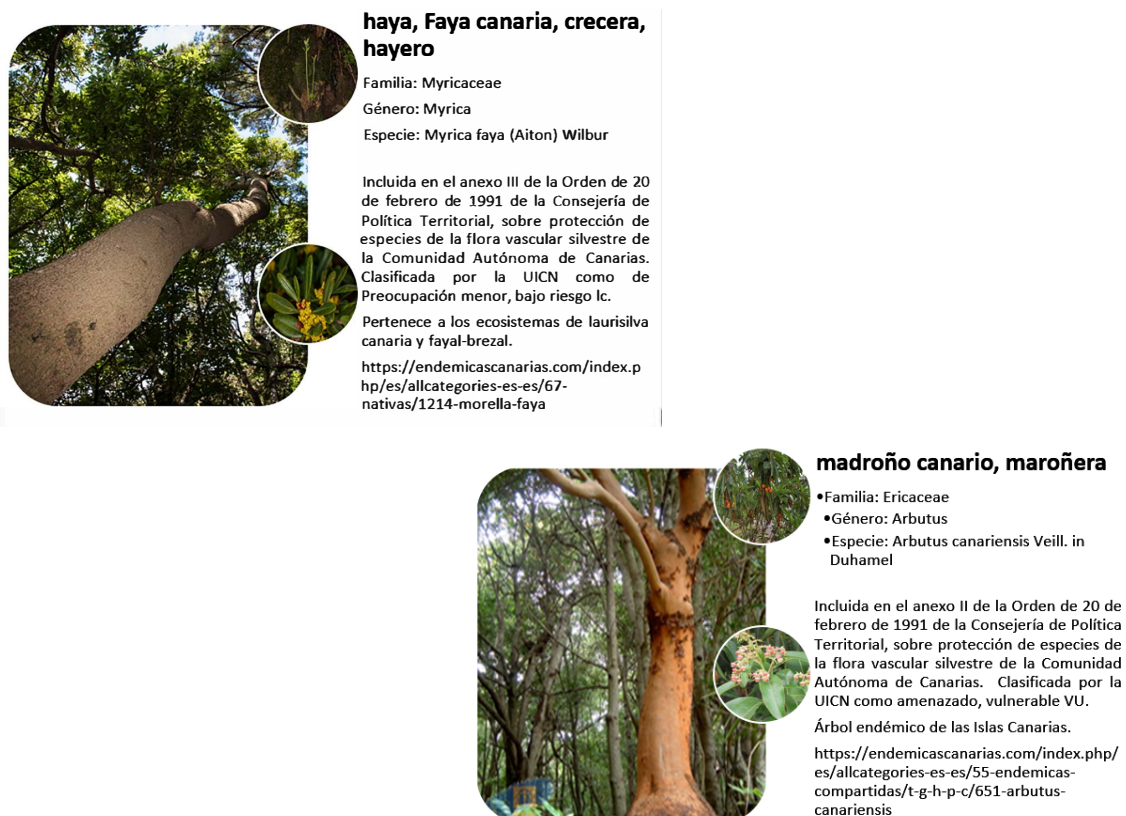 haya, Faya canaria, crecera,
hayero
Familia: Myricaceae
Género: Myrica
Especie: Myrica faya (Aiton) Wilbur
Incluida en el anexo III de la Orden de 20
de febrero de 1991 de la Consejería de
Política Territorial, sobre protección de
especies de la flora vascular silvestre de
la Comunidad Autónoma de Canarias.
Clasificada por la UICN como de
Preocupación menor, bajo riesgo lc.
Pertenece a los ecosistemas de laurisilva
canaria y fayal-brezal.
https://endemicascanarias.com/index.p
hp/es/allcategories-es-es/67-
nativas/1214-morella-faya
madroño canario, maroñera
•Familia: Ericaceae
•Género: Arbutus
•Especie: Arbutus canariensis Veill. in
Duhamel
Incluida en el anexo II de la Orden de 20 de
febrero de 1991 de la Consejería de Política
Territorial, sobre protección de especies de
la flora vascular silvestre de la Comunidad
Autónoma de Canarias. Clasificada por la
UICN como amenazado, vulnerable VU.
Árbol endémico de las Islas Canarias.
https://endemicascanarias.com/index.php/
es/allcategories-es-es/55-endemicas-
compartidas/t-g-h-p-c/651-arbutus-
canariensis